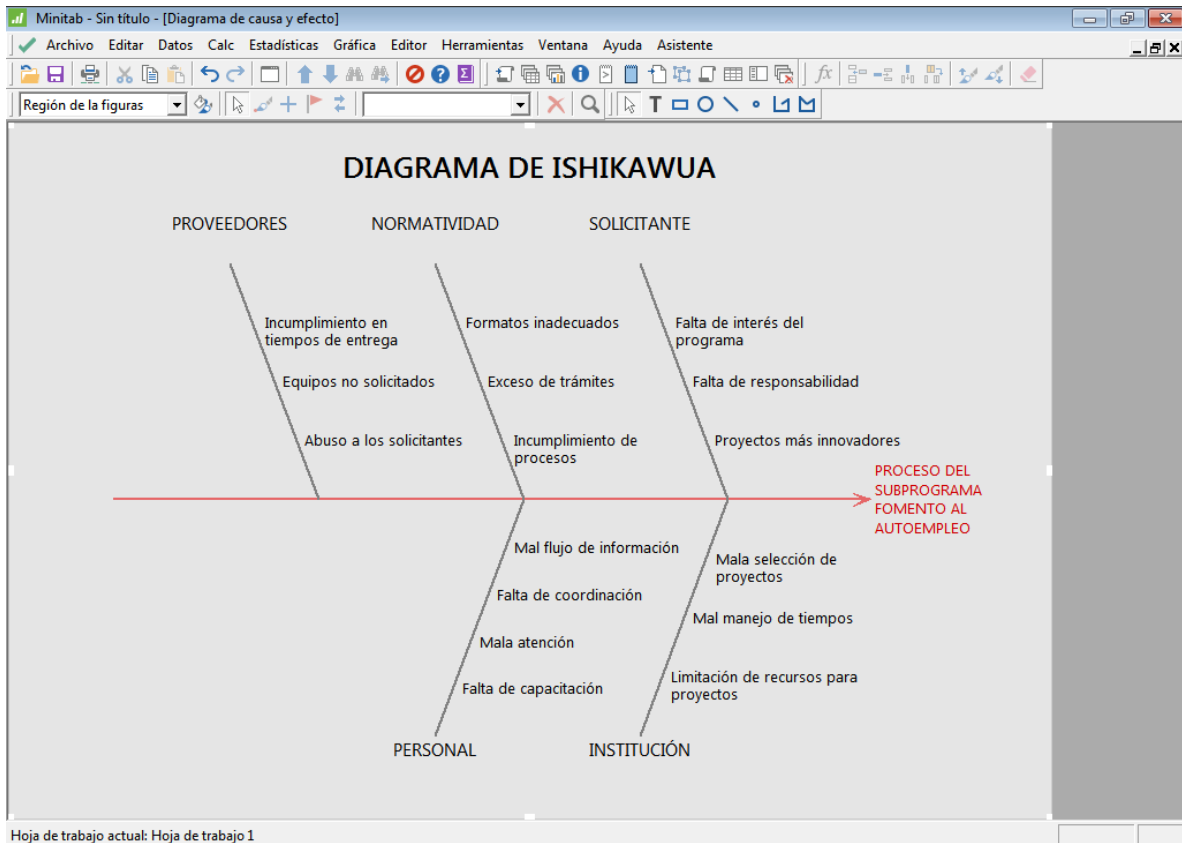 Minitab - Sin título - [Diagrama de causa y efecto]
Archivo Editar Datos Calc Estadísticas Gráfica Editor Herramientas Ventana Ayuda Asistente
fx
Región de la figuras
T
DIAGRAMA DE ISHIKAWUA
PROVEEDORES NORMATIVIDAD SOLICITANTE
Incumplimiento en
tiempos de entrega
Equipos no solicitados
Abuso a los solicitantes
Formatos inadecuados
Exceso de trámites
Incumplimiento de
procesos
Falta de interés del
programa
Falta de responsabilidad
Proyectos más innovadores
PROCESO DEL
SUBPROGRAMA
FOMENTO AL
AUTOEMPLEO
Mal flujo de información
Falta de coordinación
Mala atención
Falta de capacitación
Mala selección de
proyectos
Mal manejo de tiempos
Limitación de recursos para
proyectos
PERSONAL INSTITUCIÓN
Hoja de trabajo actual: Hoja de trabajo 1